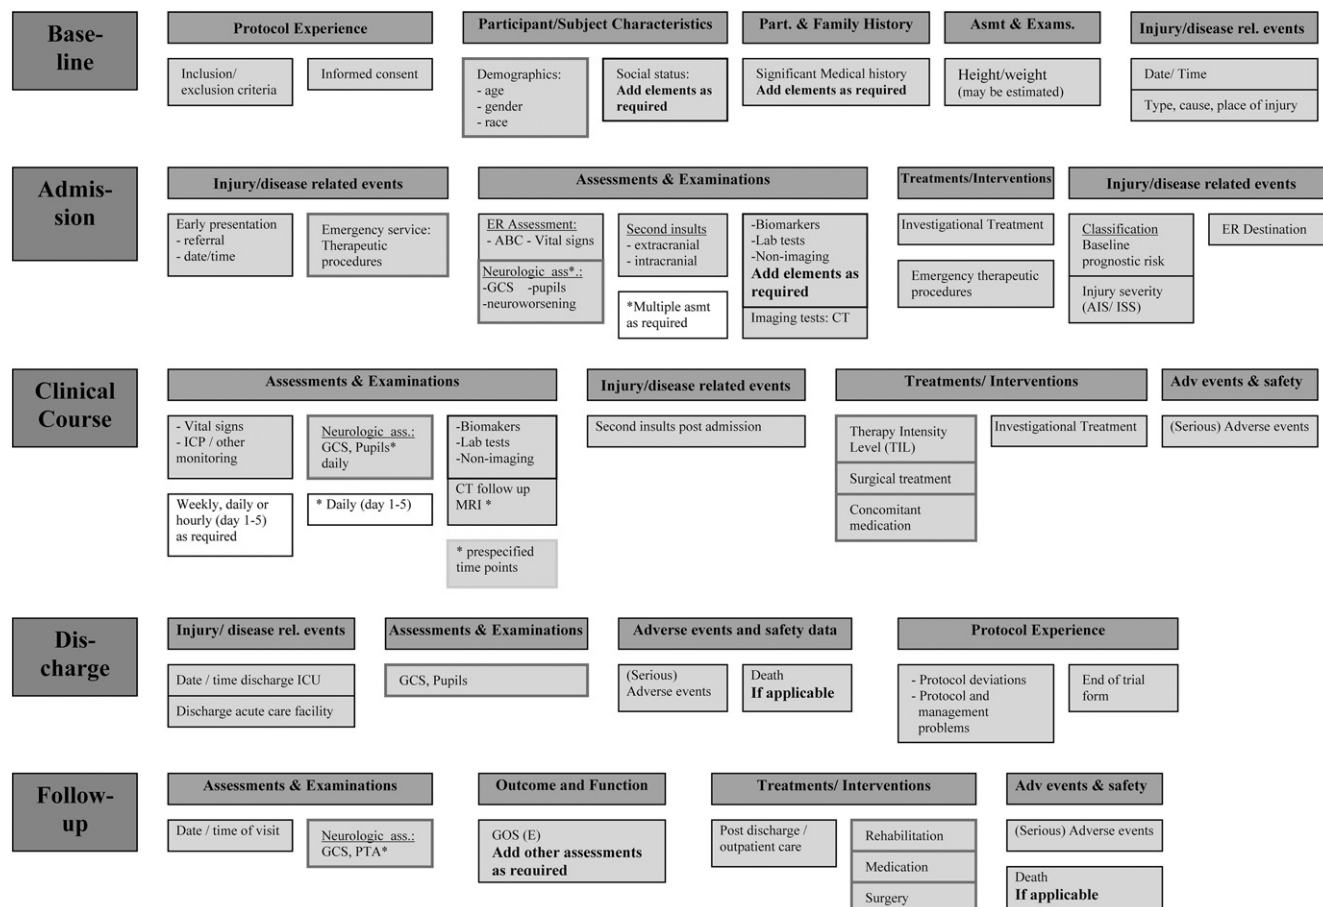 Base-
line
Protocol Experience
Participant/Subject Characteristics
Part. & Family History
Asmt & Exams.
Injury/disease rel. events
Inclusion/
exclusion criteria
Informed consent
Demographics:
- age
- gender
- race
Social status:
Add elements as
required
Significant Medical history
Add elements as required
Height/weight
(may be estimated)
Date/ Time
Type, cause, place of injury
Admis-
sion
Injury/disease related events
Assessments & Examinations
Treatments/Interventions
Injury/disease related events
Early presentation
- referral
- date/time
Emergency service:
Therapeutic
procedures
ER Assessment:
- ABC - Vital signs
Neurologic ass*.:
-GCS -pupils
-neuroworsening
Second insults
- extracranial
- intracranial
*Multiple asmt
as required
-Biomarkers
-Lab tests
-Non-imaging
Add elements as
required
Imaging tests: CT
Investigational Treatment
Emergency therapeutic
procedures
Classification
Baseline
prognostic risk
Injury severity
(AIS/ ISS)
ER Destination
Clinical
Course
Assessments & Examinations
Injury/disease related events
Treatments/ Interventions
Adv events & safety
- Vital signs
- ICP / other
monitoring
Weekly, daily or
hourly (day 1-5)
as required
Neurologic ass.:
GCS, Pupils*
daily
* Daily (day 1-5)
-Biomakers
-Lab tests
-Non-imaging
CT follow up
MRI *
* prespecified
time points
Second insults post admission
Therapy Intensity
Level (TIL)
Surgical treatment
Concomitant
medication
Investigational Treatment
(Serious) Adverse events
Dis-
charge
Injury/ disease rel. events
Assessments & Examinations
Adverse events and safety data
Protocol Experience
Date / time discharge ICU
Discharge acute care facility
GCS, Pupils
(Serious)
Adverse events
Death
If applicable
- Protocol deviations
- Protocol and
management
problems
End of trial
form
Follow-
up
Assessments & Examinations
Outcome and Function
Treatments/ Interventions
Adv events & safety
Date / time of visit
Neurologic ass.:
GCS, PTA*
GOS (E)
Add other assessments
as required
Post discharge /
outpatient care
Rehabilitation
Medication
Surgery
(Serious) Adverse events
Death
If applicable